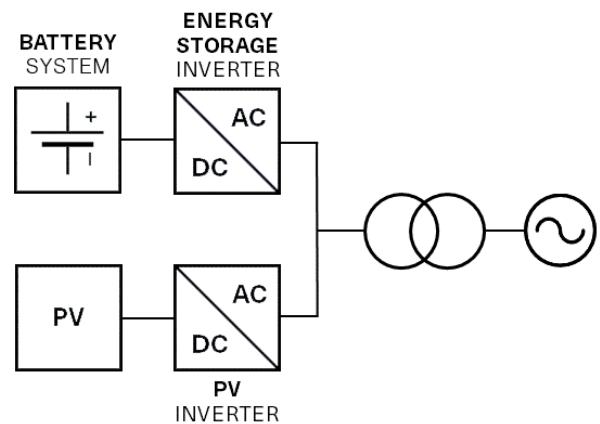 BATTERY
SYSTEM
ENERGY
STORAGE
INVERTER
+
AC
DC
PV
AC
DC
PV
INVERTER